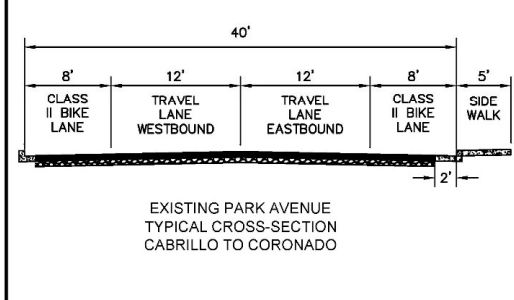 40'
8' 12' 12' 8' 5'
CLASS TRAVEL TRAVEL CLASS SIDE
II BIKE LANE LANE II BIKE WALK
LANE WESTBOUND EASTBOUND LANE
2'
EXISTING PARK AVENUE
TYPICAL CROSS-SECTION
CABRILLO TO CORONADO